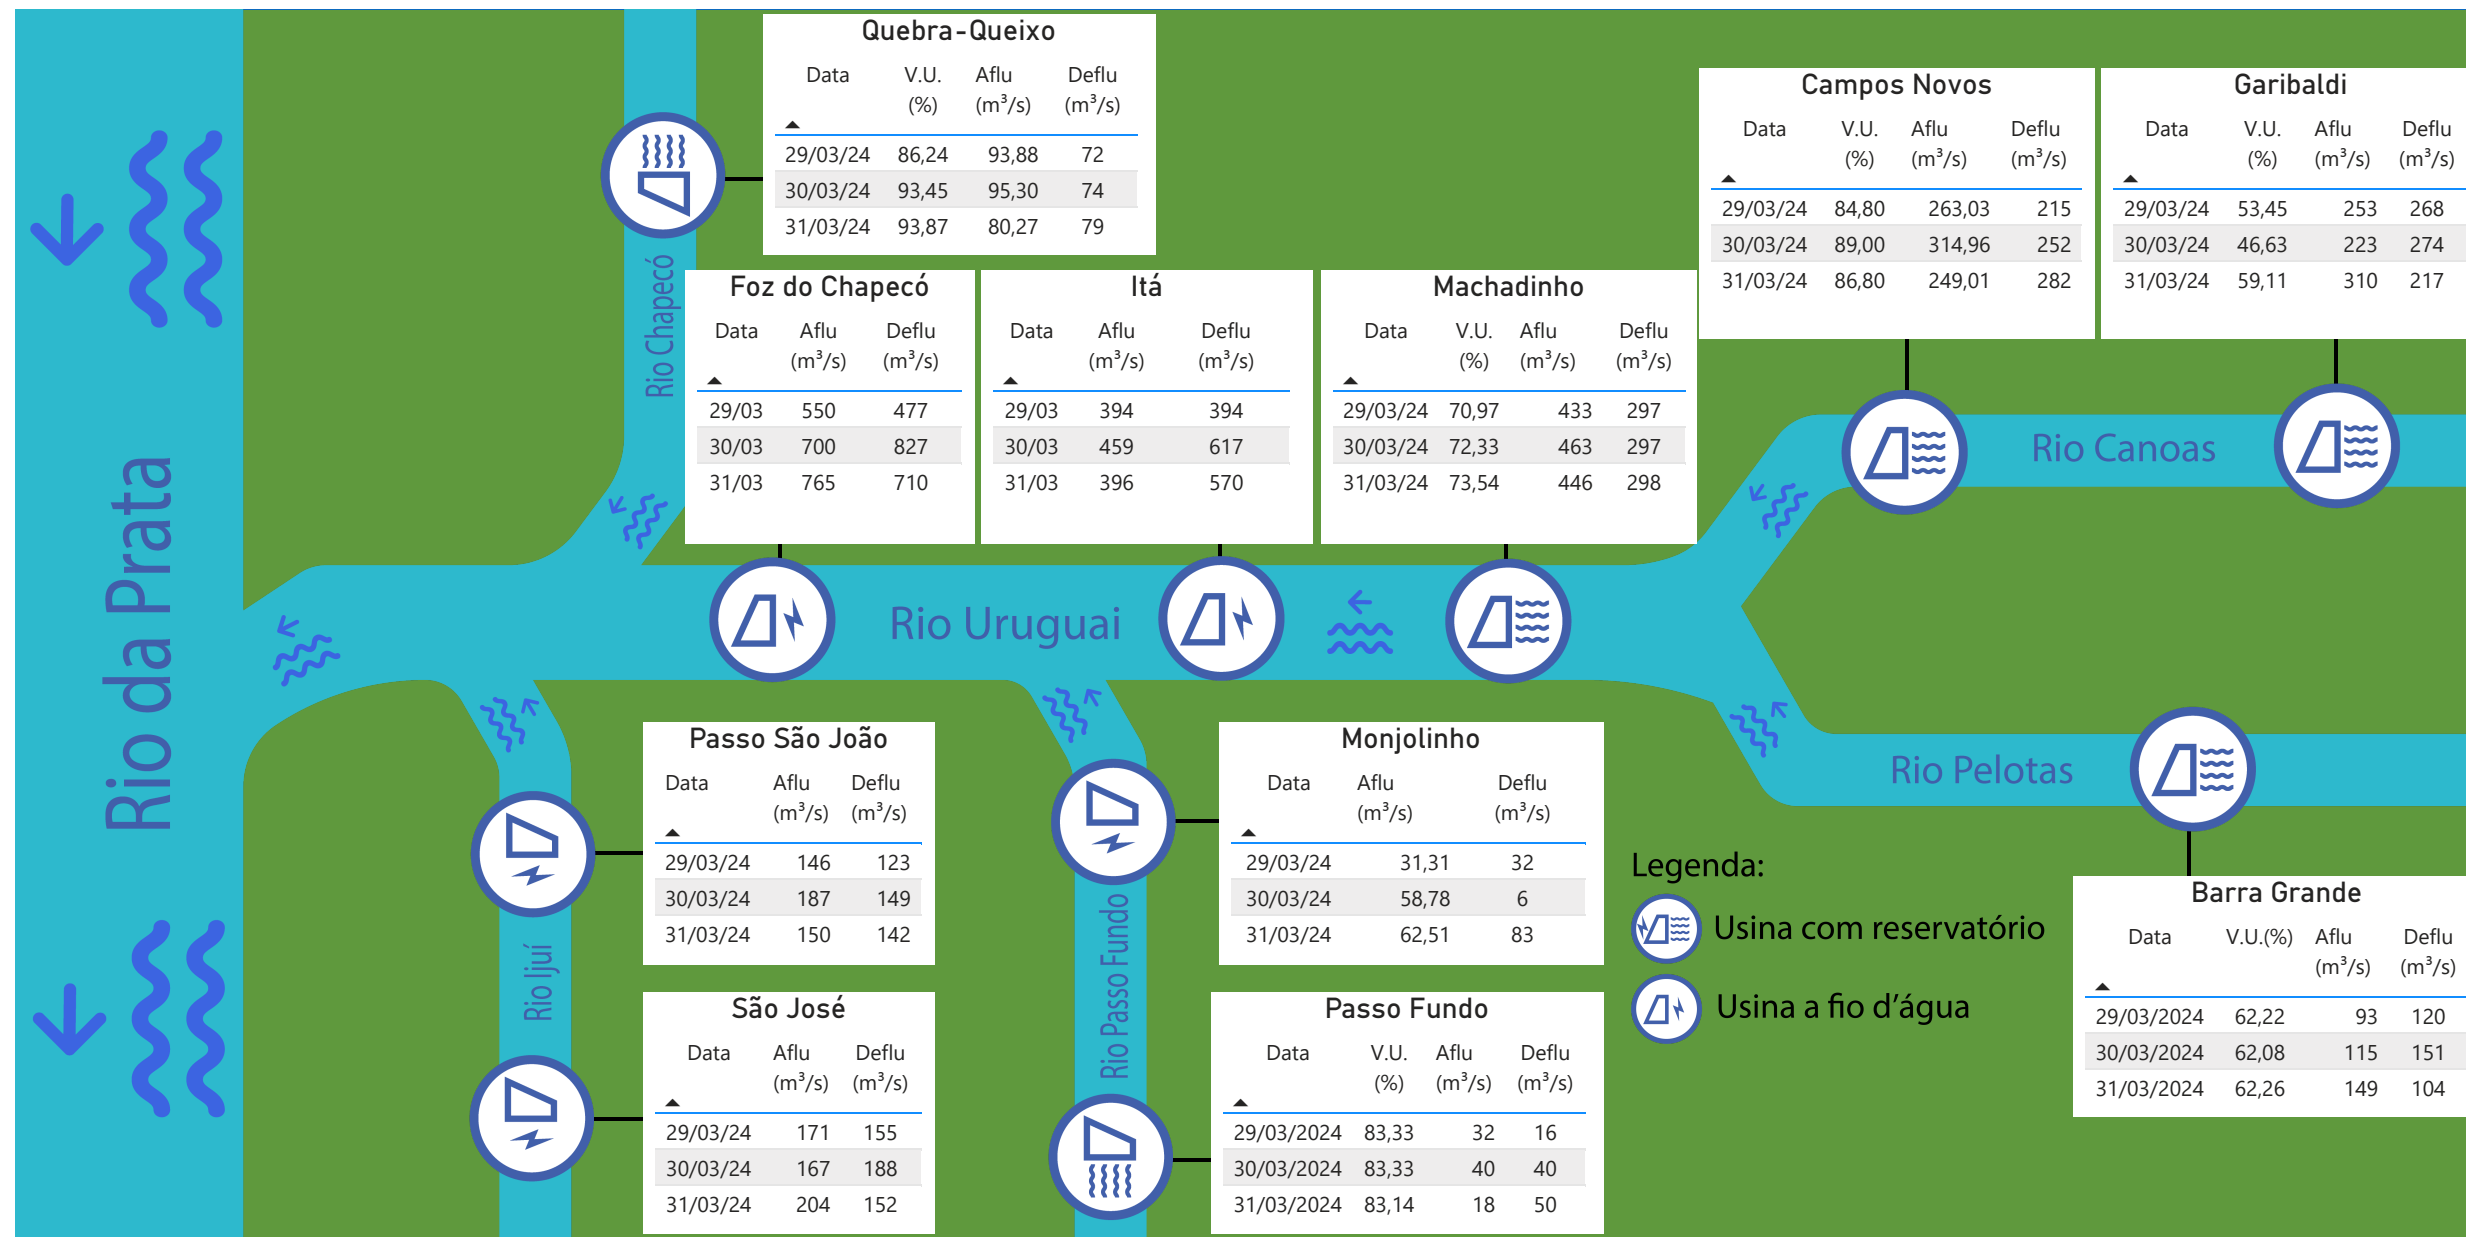 Quebra-Queixo
Data V.U. (%) Aflu (m³/s) Deflu (m³/s)
29/03/24 86,24 93,88 72
30/03/24 93,45 95,30 74
31/03/24 93,87 80,27 79
Campos Novos
Data V.U. (%) Aflu (m³/s) Deflu (m³/s)
29/03/24 84,80 263,03 215
30/03/24 89,00 314,96 252
31/03/24 86,80 249,01 282
Garibaldi
Data V.U. (%) Aflu (m³/s) Deflu (m³/s)
29/03/24 53,45 253 268
30/03/24 46,63 223 274
31/03/24 59,11 310 217
Rio Chapecó
Foz do Chapecó
Data Aflu (m³/s) Deflu (m³/s)
29/03 550 477
30/03 700 827
31/03 765 710
Itá
Data Aflu (m³/s) Deflu (m³/s)
29/03 394 394
30/03 459 617
31/03 396 570
Machadinho
Data V.U. (%) Aflu (m³/s) Deflu (m³/s)
29/03/24 70,97 433 297
30/03/24 72,33 463 297
31/03/24 73,54 446 298
Rio Canoas
Rio da Prata
Rio Uruguai
Rio Pelotas
Passo São João
Data Aflu (m³/s) Deflu (m³/s)
29/03/24 146 123
30/03/24 187 149
31/03/24 150 142
Monjolinho
Data Aflu (m³/s) Deflu (m³/s)
29/03/24 31,31 32
30/03/24 58,78 6
31/03/24 62,51 83
Legenda:
Usina com reservatório
Usina a fio d’água
Barra Grande
Data V.U.(%) Aflu (m³/s) Deflu (m³/s)
29/03/2024 62,22 93 120
30/03/2024 62,08 115 151
31/03/2024 62,26 149 104
Rio Ijuí
Rio Passo Fundo
São José
Data Aflu (m³/s) Deflu (m³/s)
29/03/24 171 155
30/03/24 167 188
31/03/24 204 152
Passo Fundo
Data V.U. (%) Aflu (m³/s) Deflu (m³/s)
29/03/2024 83,33 32 16
30/03/2024 83,33 40 40
31/03/2024 83,14 18 50